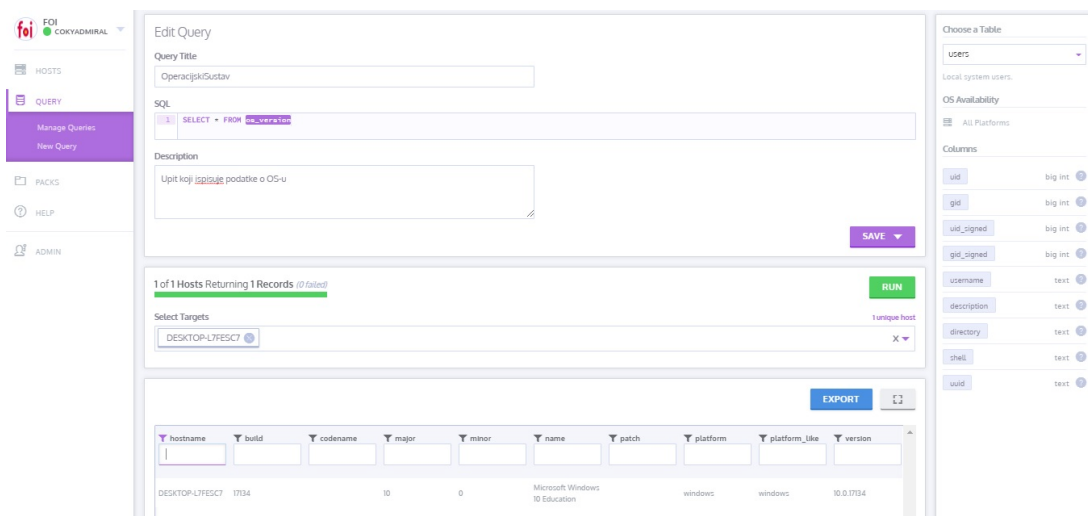 foi
FOI
COKYADMIRAL
HOSTS
QUERY
Manage Queries
New Query
PACKS
HELP
ADMIN
Edit Query
Query Title
OperacijskiSustav
SQL
1 SELECT * FROM os_version
Description
Upit koji ispisuje podatke o OS-u
SAVE
1 of 1 Hosts Returning 1 Records (0 failed)
RUN
Select Targets
1 unique host
DESKTOP-L7FESC7
EXPORT
hostname build codename major minor name patch platform platform_like version
DESKTOP-L7FESC7 17134 10 0 Microsoft Windows windows windows 10.0.17134
10 Education
Choose a Table
users
Local system users.
OS Availability
All Platforms
Columns
uid big int
gid big int
uid_signed big int
gid_signed big int
username text
description text
directory text
shell text
uuid text